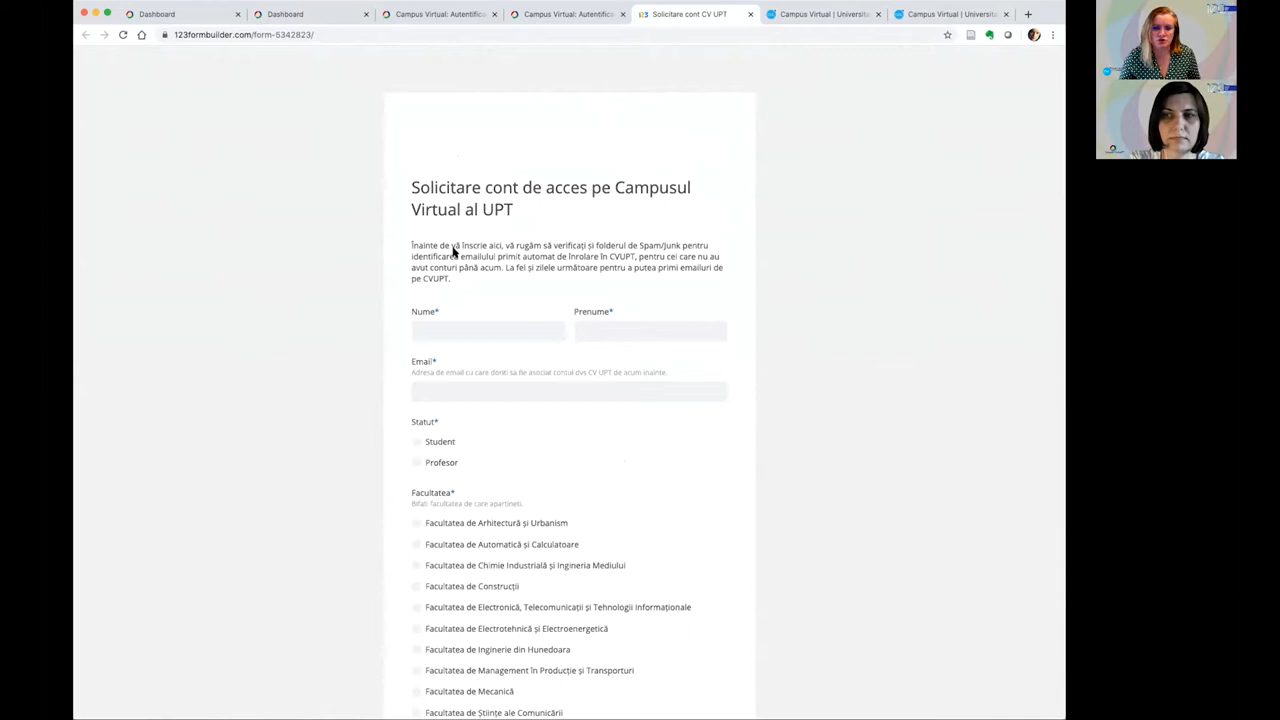 Dashboard
Dashboard
Campus Virtual: Autentifica
Campus Virtual: Autentifica
Solicitare cont CV UPT
Campus Virtual | Universita
Campus Virtual | Universita
123formbuilder.com/form-5342823/
Solicitare cont de acces pe Campusul
Virtual al UPT
Înainte de vă înscrie aici, vă rugăm să verificați și folderul de Spam/Junk pentru
identificarea emailului primit automat de înrolare în CVUPT, pentru cei care nu au
avut conturi până acum. La fel și zilele următoare pentru a putea primi emailuri de
pe CVUPT.
Nume*
Prenume*
Email*
Adresa de email cu care doriti sa fie asociat contul dvs CV UPT de acum inainte.
Statut*
Student
Profesor
Facultatea*
Bifati facultatea de care apartineti.
Facultatea de Arhitectură și Urbanism
Facultatea de Automatică și Calculatoare
Facultatea de Chimie Industrială și Ingineria Mediului
Facultatea de Construcții
Facultatea de Electronică, Telecomunicații și Tehnologii Informaționale
Facultatea de Electrotehnică și Electroenergetică
Facultatea de Inginerie din Hunedoara
Facultatea de Management în Producție și Transporturi
Facultatea de Mecanică
Facultatea de Științe ale Comunicării